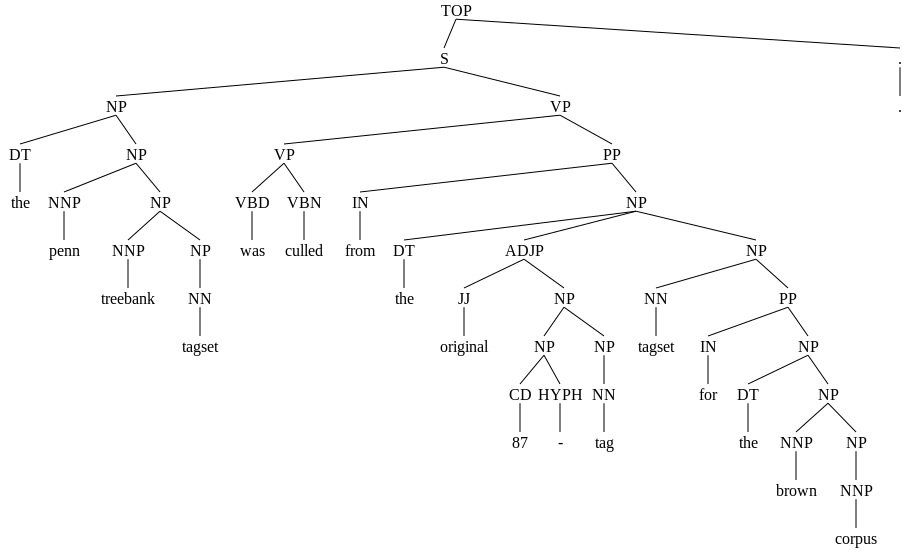 TOP
S .
NP VP .
DT NP VP PP
the NNP NP VBD VBN IN NP
penn NNP NP was culled from DT ADJP NP
treebank NN the JJ NP NN PP
tagset original NP NP tagset IN NP
CD HYPH NN for DT NP
87 - tag the NNP NP
brown NNP
corpus